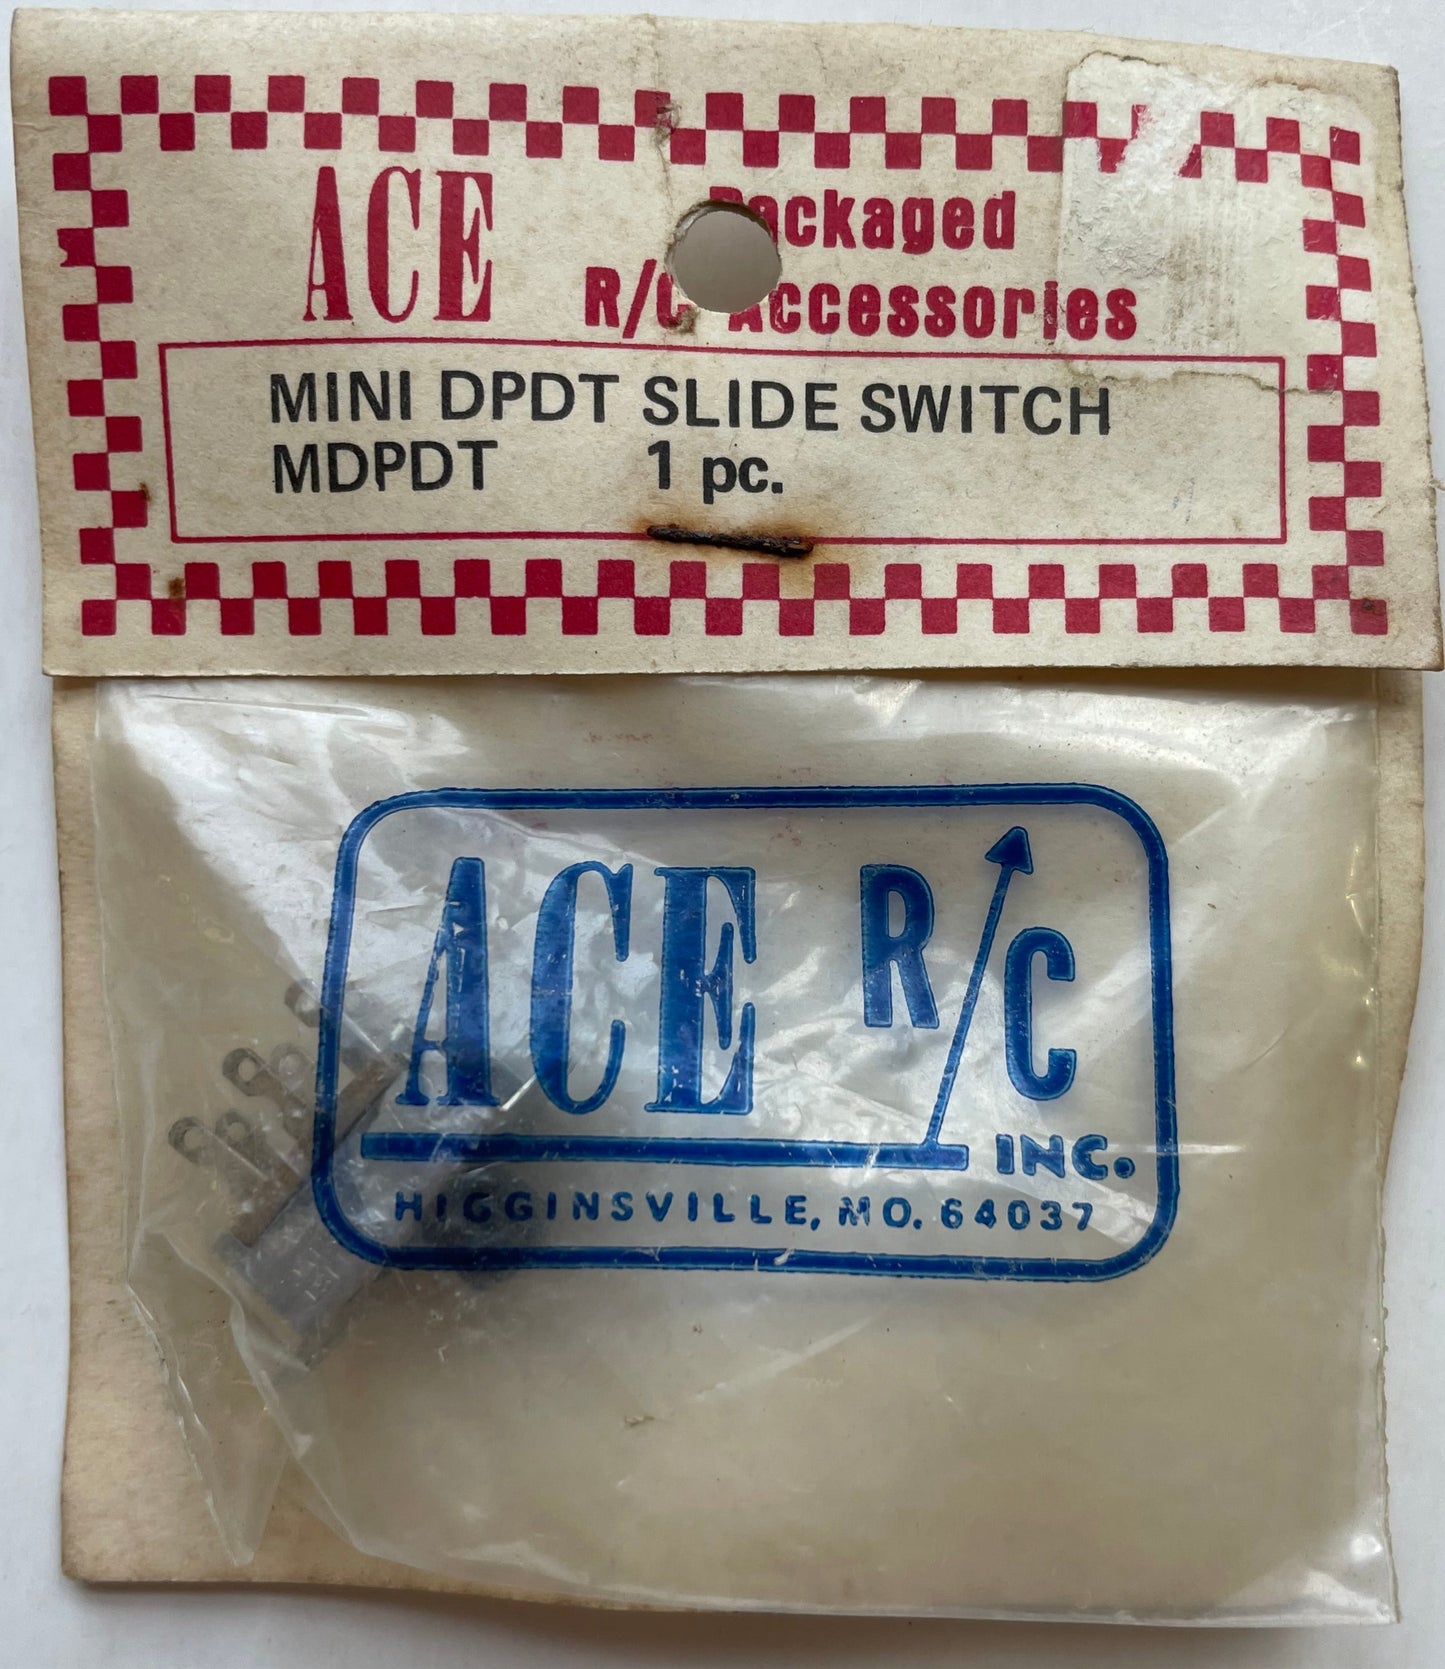 ACE Packaged
R/C Accessories
MINI DPDT SLIDE SWITCH
MDPDT 1 pc.
ACE R/C
INC.
HIGGINSVILLE, MO. 64037